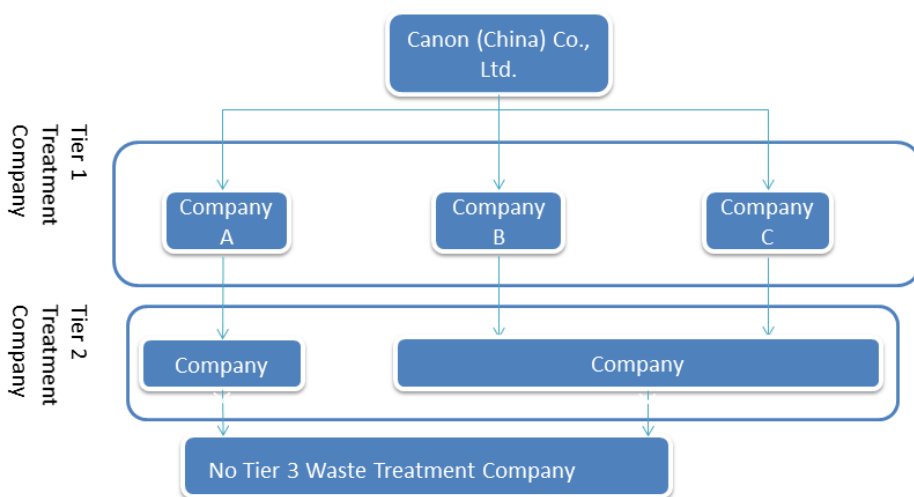 Canon (China) Co.,
Ltd.
Tier 1
Treatment
Company
Company
A
Company
B
Company
C
Tier 2
Treatment
Company
Company
Company
No Tier 3 Waste Treatment Company